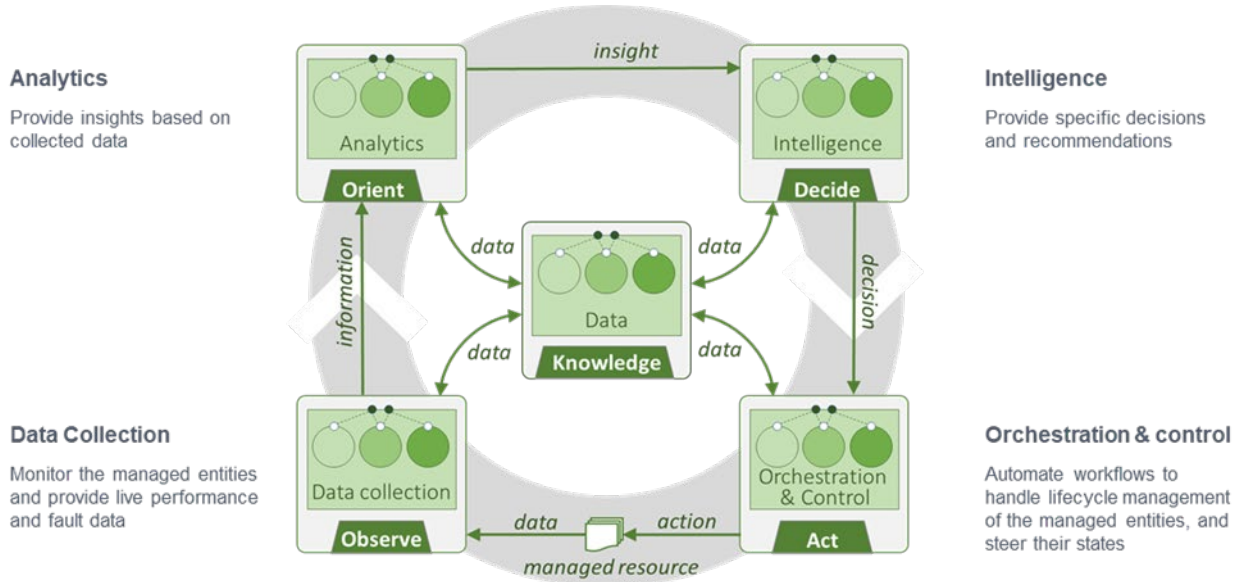 Analytics
Provide insights based on
collected data
insight
Analytics
Orient
Intelligence
Decide
Intelligence
Provide specific decisions
and recommendations
information
data
data
decision
Data
Knowledge
data
data
Data Collection
Monitor the managed entities
and provide live performance
and fault data
Data collection
Observe
data
action
managed resource
Orchestration
& Control
Act
Orchestration & control
Automate workflows to
handle lifecycle management
of the managed entities, and
steer their states